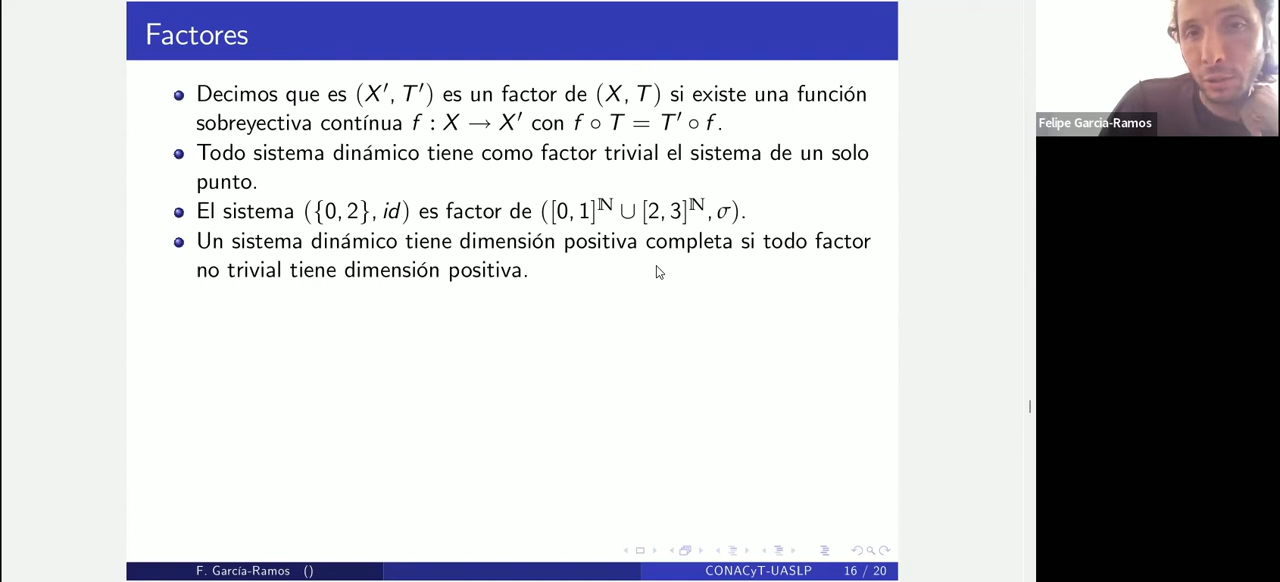 Factores
Decimos que es (X′, T′) es un factor de (X, T) si existe una función
sobreyectiva contínua f : X → X′ con f ∘ T = T′ ∘ f.
Todo sistema dinámico tiene como factor trivial el sistema de un solo
punto.
El sistema ({0, 2}, id) es factor de ([0, 1]^ℕ ∪ [2, 3]^ℕ, σ).
Un sistema dinámico tiene dimensión positiva completa si todo factor
no trivial tiene dimensión positiva.
F. García-Ramos ()
CONACyT-UASLP
16 / 20
Felipe García-Ramos